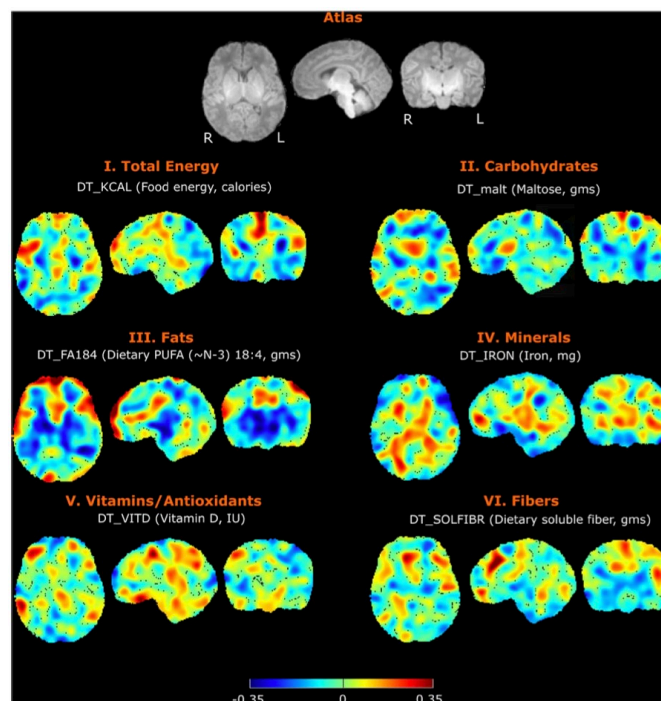 Atlas
R L R L
I. Total Energy
DT_KCAL (Food energy, calories)
II. Carbohydrates
DT_malt (Maltose, gms)
III. Fats
DT_FA184 (Dietary PUFA (~N-3) 18:4, gms)
IV. Minerals
DT_IRON (Iron, mg)
V. Vitamins/Antioxidants
DT_VITD (Vitamin D, IU)
VI. Fibers
DT_SOLFIBR (Dietary soluble fiber, gms)
-0.35 0 0.35